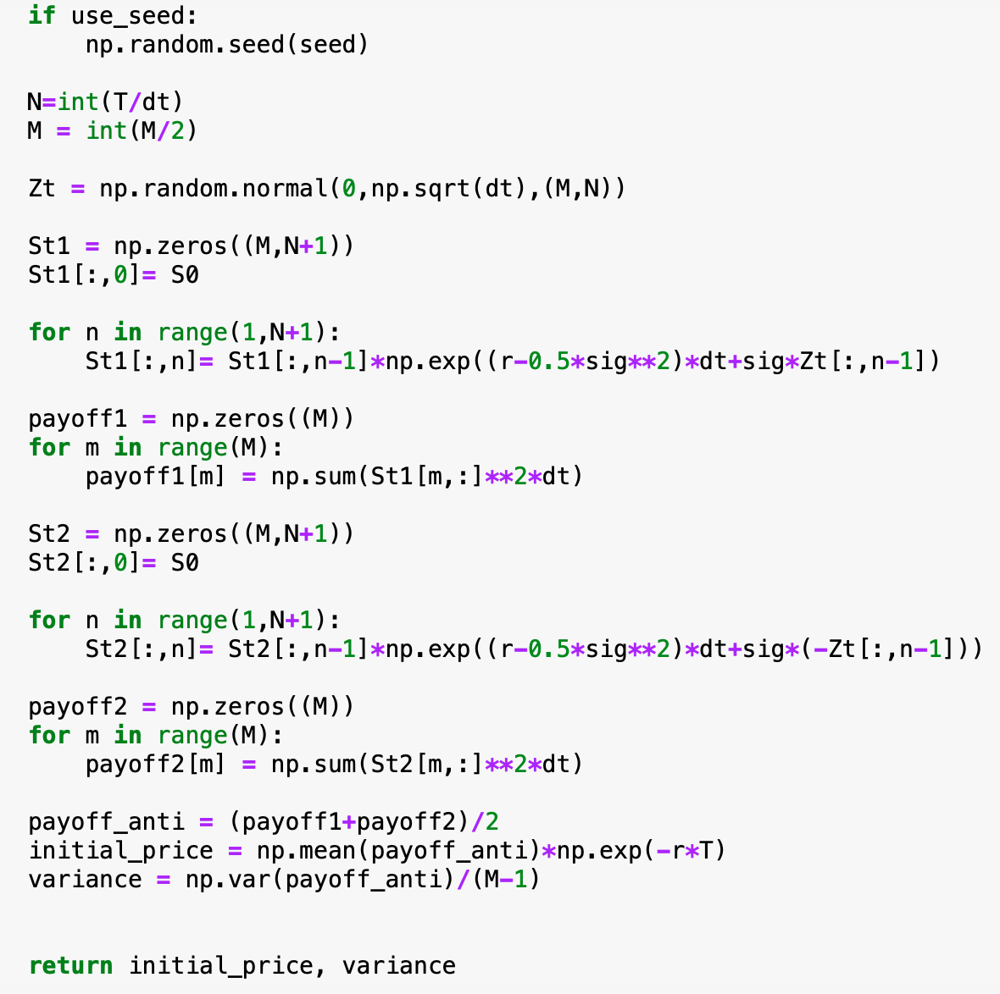 if use_seed:
    np.random.seed(seed)
N=int(T/dt)
M = int(M/2)
Zt = np.random.normal(0,np.sqrt(dt),(M,N))
St1 = np.zeros((M,N+1))
St1[:,0]= S0
for n in range(1,N+1):
    St1[:,n]= St1[:,n-1]*np.exp((r-0.5*sig**2)*dt+sig*Zt[:,n-1])
payoff1 = np.zeros((M))
for m in range(M):
    payoff1[m] = np.sum(St1[m,:]**2*dt)
St2 = np.zeros((M,N+1))
St2[:,0]= S0
for n in range(1,N+1):
    St2[:,n]= St2[:,n-1]*np.exp((r-0.5*sig**2)*dt+sig*(-Zt[:,n-1]))
payoff2 = np.zeros((M))
for m in range(M):
    payoff2[m] = np.sum(St2[m,:]**2*dt)
payoff_anti = (payoff1+payoff2)/2
initial_price = np.mean(payoff_anti)*np.exp(-r*T)
variance = np.var(payoff_anti)/(M-1)
return initial_price, variance